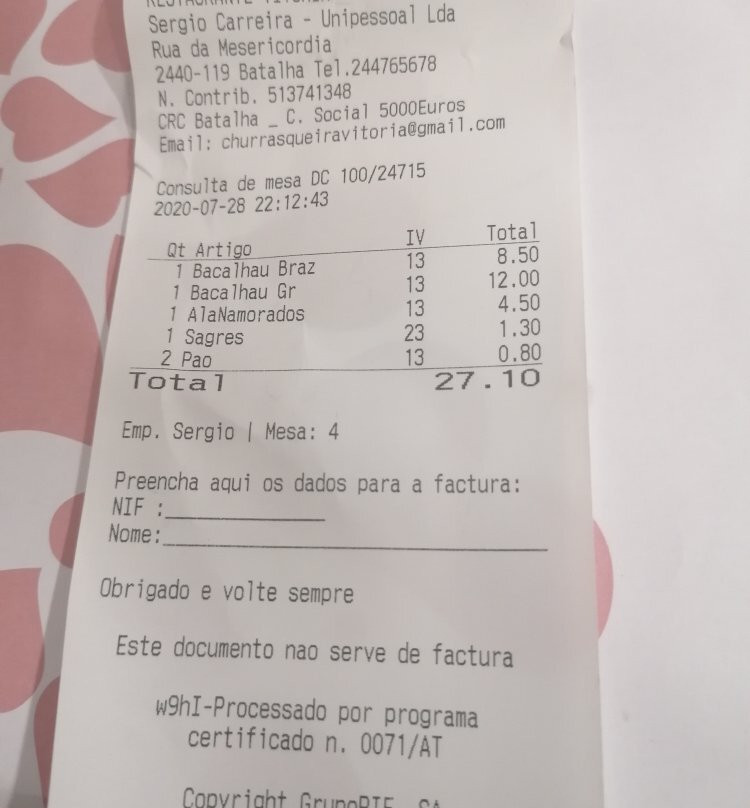 Sergio Carreira - Unipessoal Lda
Rua da Mesericordia
2440-119 Batalha Tel.244765678
N. Contrib. 513741348
CRC Batalha _ C. Social 5000Euros
Email: churrasqueiravitoria@gmail.com
Consulta de mesa DC 100/24715
2020-07-28 22:12:43
Qt Artigo IV Total
1 Bacalhau Braz 13 8.50
1 Bacalhau Gr 13 12.00
1 AlaNamorados 13 4.50
1 Sagres 23 1.30
2 Pao 13 0.80
Total 27.10
Emp. Sergio | Mesa: 4
Preencha aqui os dados para a factura:
NIF :____________
Nome:_____________________________
Obrigado e volte sempre
Este documento nao serve de factura
w9hI-Processado por programa
certificado n. 0071/AT
Copyright GrupoPIE, SA